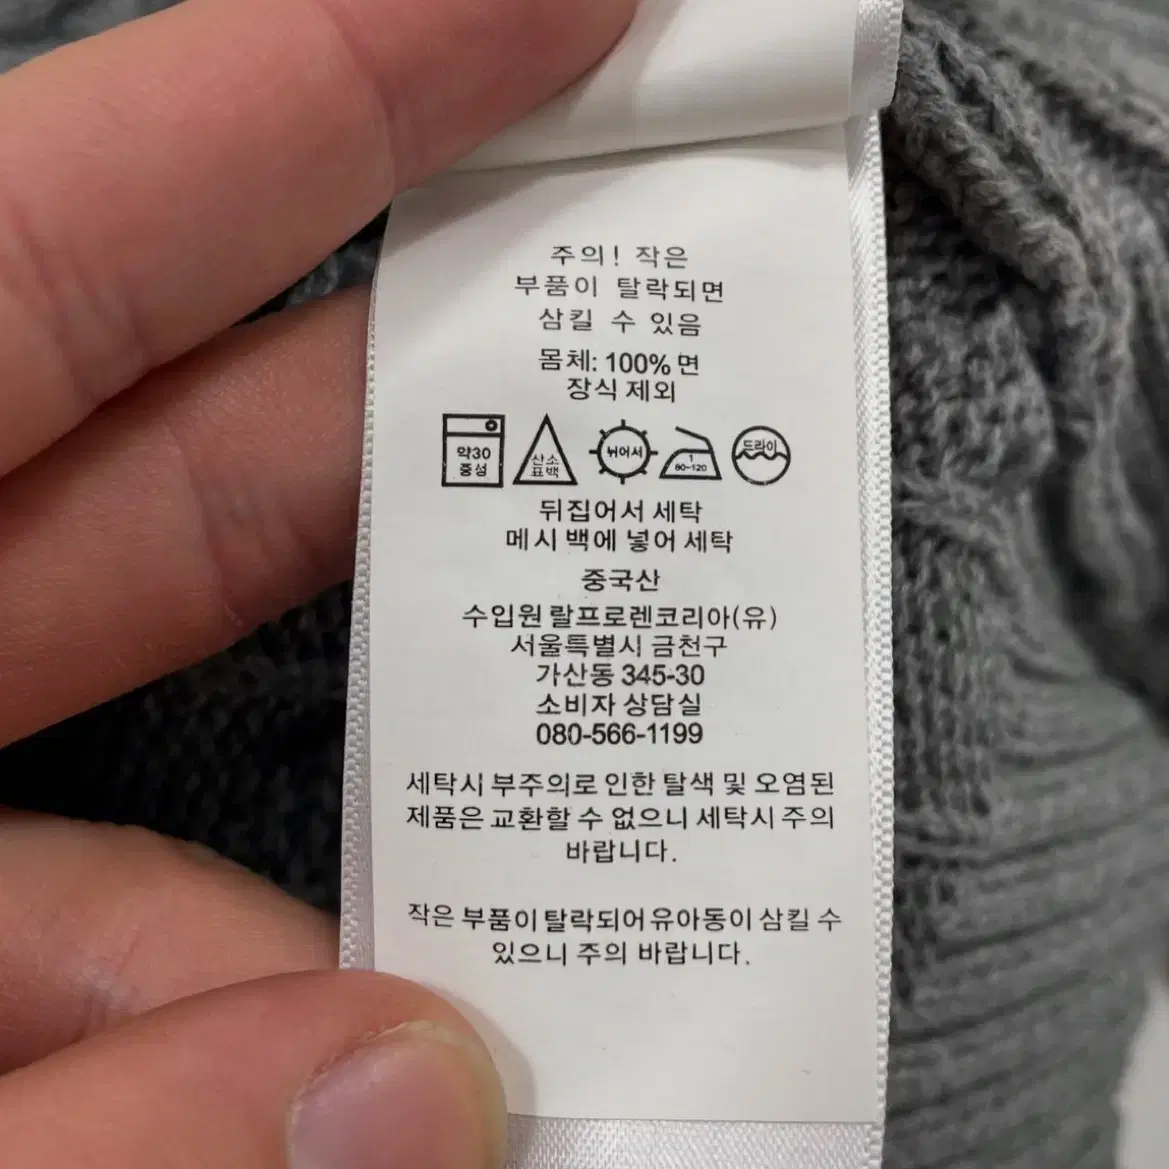 주의! 작은
부품이 탈락되면
삼킬 수 있음
몸체: 100% 면
장식 제외
약30
중성
산소
표백
뉘어서
1
80~120
드라이
뒤집어서 세탁
메시 백에 넣어 세탁
중국산
수입원 랄프로렌코리아(유)
서울특별시 금천구
가산동 345-30
소비자 상담실
080-566-1199
세탁시 부주의로 인한 탈색 및 오염된
제품은 교환할 수 없으니 세탁시 주의
바랍니다.
작은 부품이 탈락되어 유아동이 삼킬 수
있으니 주의 바랍니다.